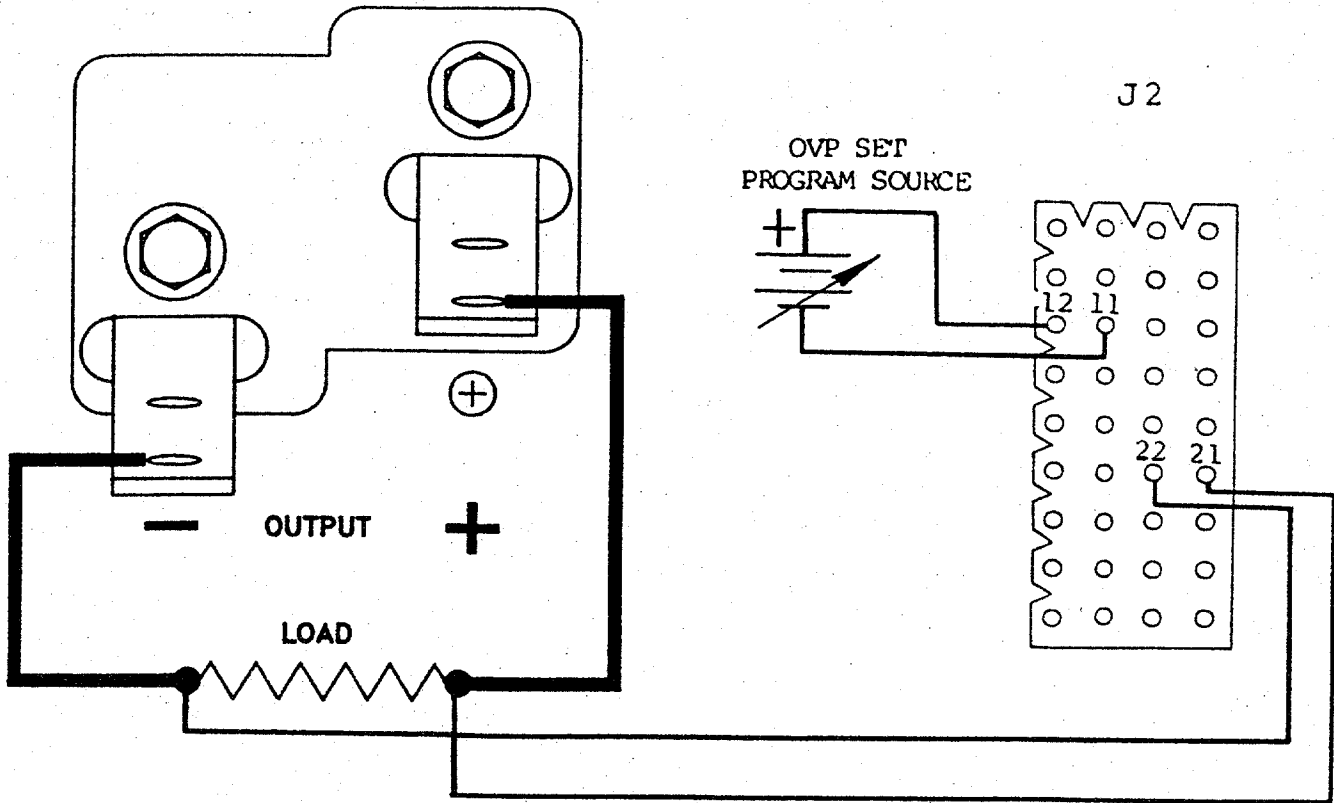 J2
OVP SET
PROGRAM SOURCE
+
12 11
+
22 21
− OUTPUT +
LOAD